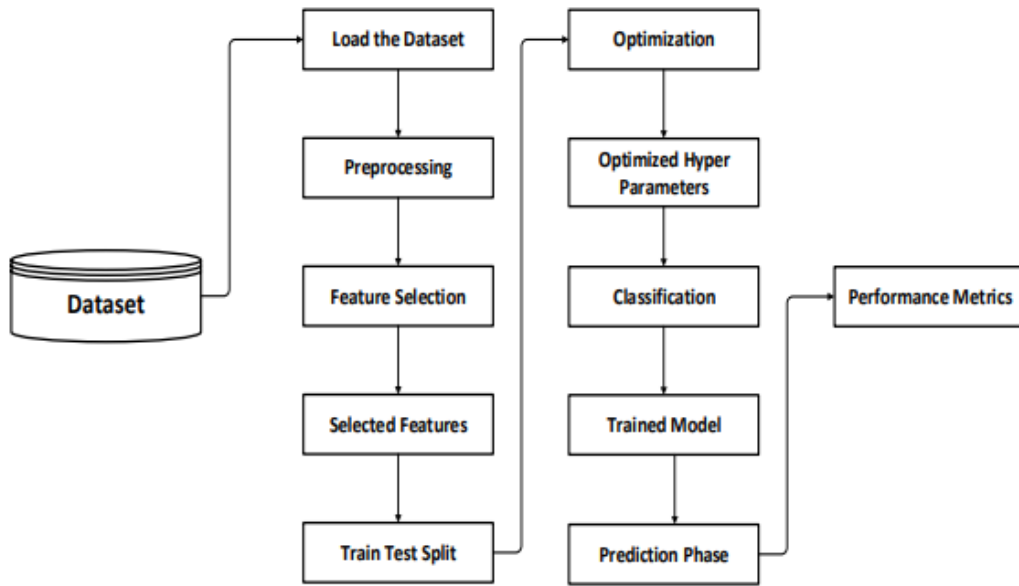 Dataset
Load the Dataset
Preprocessing
Feature Selection
Selected Features
Train Test Split
Optimization
Optimized Hyper
Parameters
Classification
Trained Model
Prediction Phase
Performance Metrics